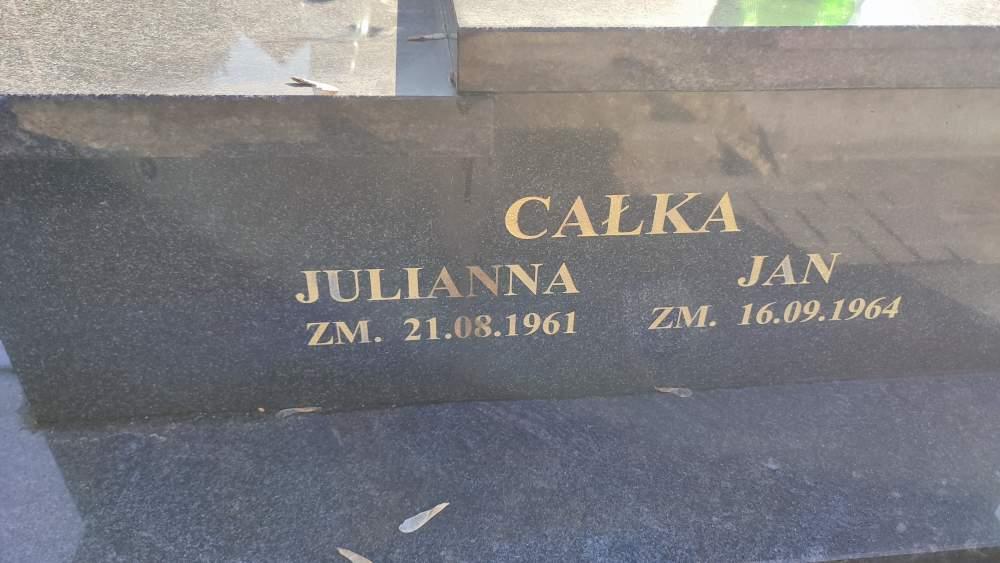 CAŁKA
JULIANNA JAN
ZM. 21.08.1961 ZM. 16.09.1964